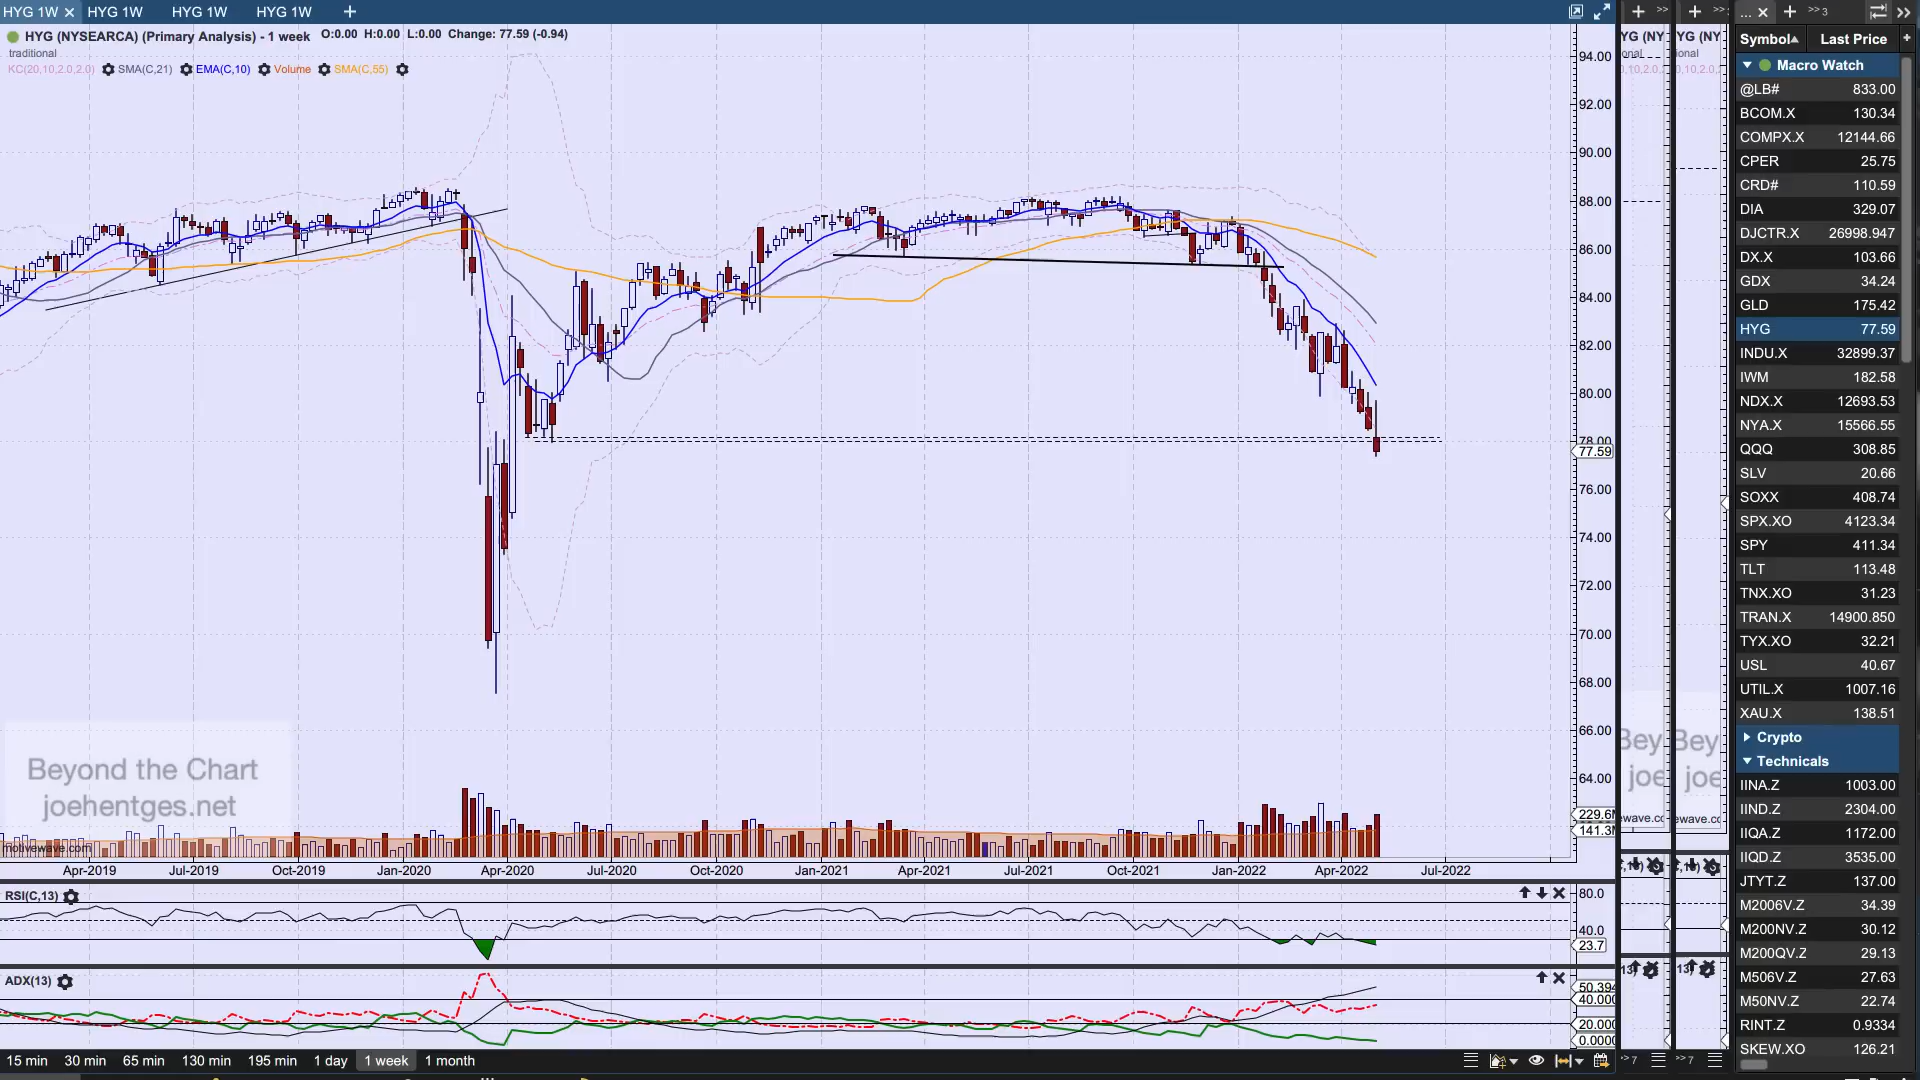 HYG 1W HYG 1W HYG 1W HYG 1W
HYG (NYSEARCA) (Primary Analysis) - 1 week O:0.00 H:0.00 L:0.00 Change: 77.59 (-0.94)
traditional
KC(20,10,2.0,2.0) SMA(C,21) EMA(C,10) Volume SMA(C,55)
94.00
92.00
90.00
88.00
86.00
84.00
82.00
80.00
78.00
77.59
76.00
74.00
72.00
70.00
68.00
66.00
64.00
229.6
141.3
Beyond the Chart
joehentges.net
motivewave.com
Apr-2019 Jul-2019 Oct-2019 Jan-2020 Apr-2020 Jul-2020 Oct-2020 Jan-2021 Apr-2021 Jul-2021 Oct-2021 Jan-2022 Apr-2022 Jul-2022
RSI(C,13)
80.0
40.0
23.7
ADX(13)
50.394
40.000
20.000
0.0000
15 min 30 min 65 min 130 min 195 min 1 day 1 week 1 month
Symbol Last Price
Macro Watch
@LB# 833.00
BCOM.X 130.34
COMPX.X 12144.66
CPER 25.75
CRD# 110.59
DIA 329.07
DJCTR.X 26998.947
DX.X 103.66
GDX 34.24
GLD 175.42
HYG 77.59
INDU.X 32899.37
IWM 182.58
NDX.X 12693.53
NYA.X 15566.55
QQQ 308.85
SLV 20.66
SOXX 408.74
SPX.XO 4123.34
SPY 411.34
TLT 113.48
TNX.XO 31.23
TRAN.X 14900.850
TYX.XO 32.21
USL 40.67
UTIL.X 1007.16
XAU.X 138.51
Crypto
Technicals
IINA.Z 1003.00
IIND.Z 2304.00
IIQA.Z 1172.00
IIQD.Z 3535.00
JTYT.Z 137.00
M2006V.Z 34.39
M200NV.Z 30.12
M200QV.Z 29.13
M506V.Z 27.63
M50NV.Z 22.74
RINT.Z 0.9334
SKEW.XO 126.21